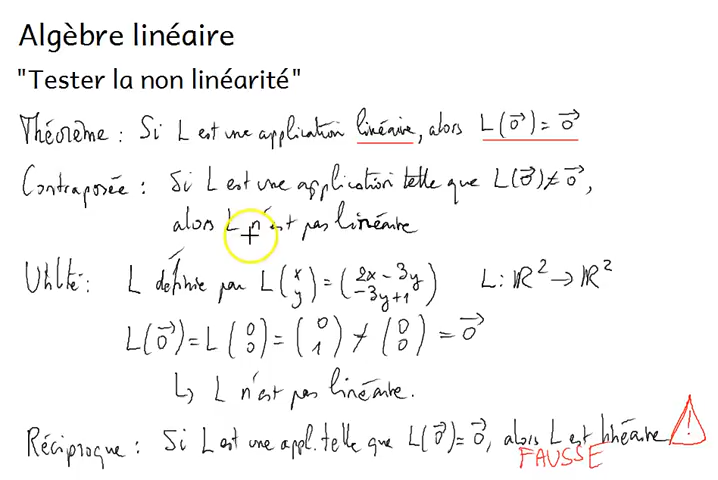 Algèbre linéaire
"Tester la non linéarité"
Théorème : Si L est une application linéaire, alors L(0⃗) = 0⃗
Contraposée : Si L est une application telle que L(0⃗) ≠ 0⃗,
alors L n'est pas linéaire
Utilité : L définie par L(x y) = (2x - 3y -3y+1) L : ℝ² → ℝ²
L(0⃗) = L(0 0) = (0 1) ≠ (0 0) = 0⃗
↳ L n'est pas linéaire.
Réciproque : Si L est une appl. telle que L(0⃗) = 0⃗, alors L est linéaire !
FAUSSE